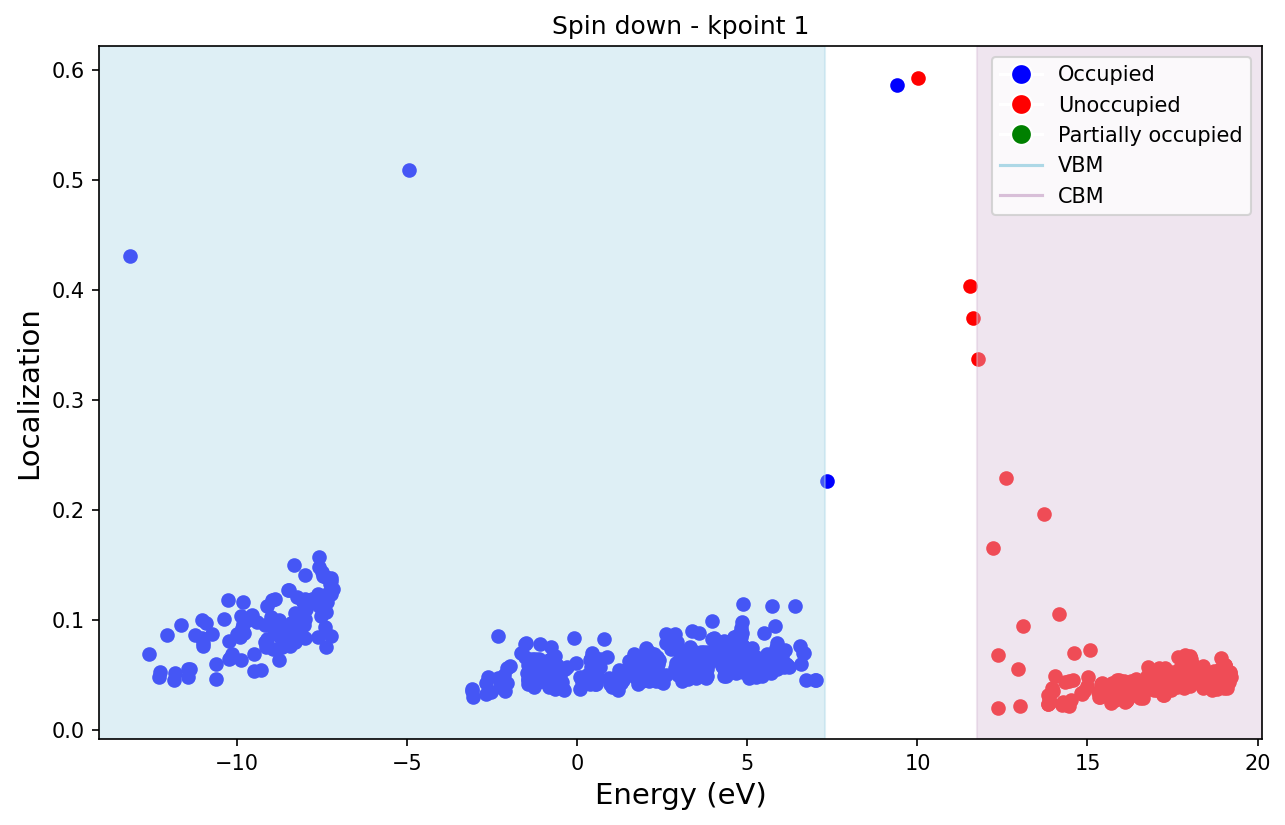 Spin down - kpoint 1
Localization
0.6
0.5
0.4
0.3
0.2
0.1
0.0
Occupied
Unoccupied
Partially occupied
VBM
CBM
−10
−5
0
5
10
15
20
Energy (eV)